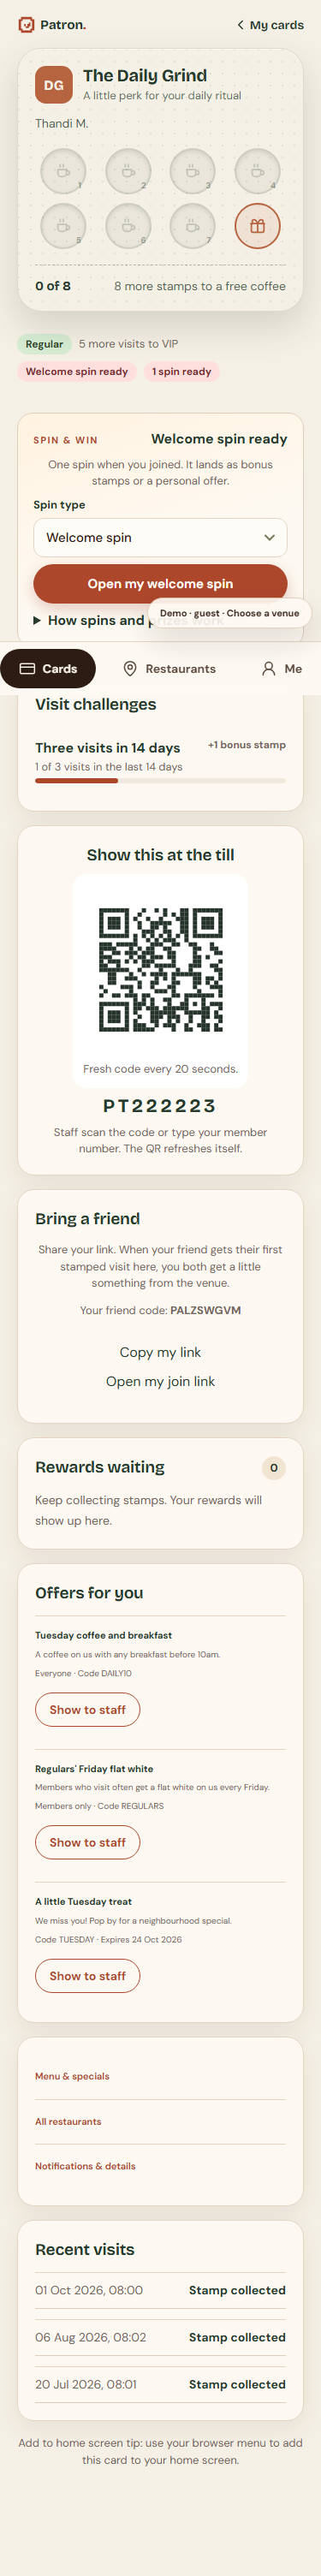 Patron.
My cards
DG
The Daily Grind
A little perk for your daily ritual
Thandi M.
1
2
3
4
5
6
7
0 of 8
8 more stamps to a free coffee
Regular
5 more visits to VIP
Welcome spin ready
1 spin ready
SPIN & WIN
Welcome spin ready
One spin when you joined. It lands as bonus
stamps or a personal offer.
Spin type
Welcome spin
Open my welcome spin
Demo · guest · Choose a venue
How spins and prizes work
Cards
Restaurants
Me
Visit challenges
Three visits in 14 days
+1 bonus stamp
1 of 3 visits in the last 14 days
Show this at the till
Fresh code every 20 seconds.
PT222223
Staff scan the code or type your member
number. The QR refreshes itself.
Bring a friend
Share your link. When your friend gets their first
stamped visit here, you both get a little
something from the venue.
Your friend code: PALZSWGVM
Copy my link
Open my join link
Rewards waiting
0
Keep collecting stamps. Your rewards will
show up here.
Offers for you
Tuesday coffee and breakfast
A coffee on us with any breakfast before 10am.
Everyone · Code DAILY10
Show to staff
Regulars' Friday flat white
Members who visit often get a flat white on us every Friday.
Members only · Code REGULARS
Show to staff
A little Tuesday treat
We miss you! Pop by for a neighbourhood special.
Code TUESDAY · Expires 24 Oct 2026
Show to staff
Menu & specials
All restaurants
Notifications & details
Recent visits
01 Oct 2026, 08:00
Stamp collected
06 Aug 2026, 08:02
Stamp collected
20 Jul 2026, 08:01
Stamp collected
Add to home screen tip: use your browser menu to add
this card to your home screen.